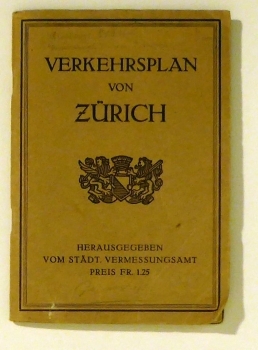 VERKEHRSPLAN
VON
ZÜRICH
HERAUSGEGEBEN
VOM STÄDT. VERMESSUNGSAMT
PREIS FR. 1.25